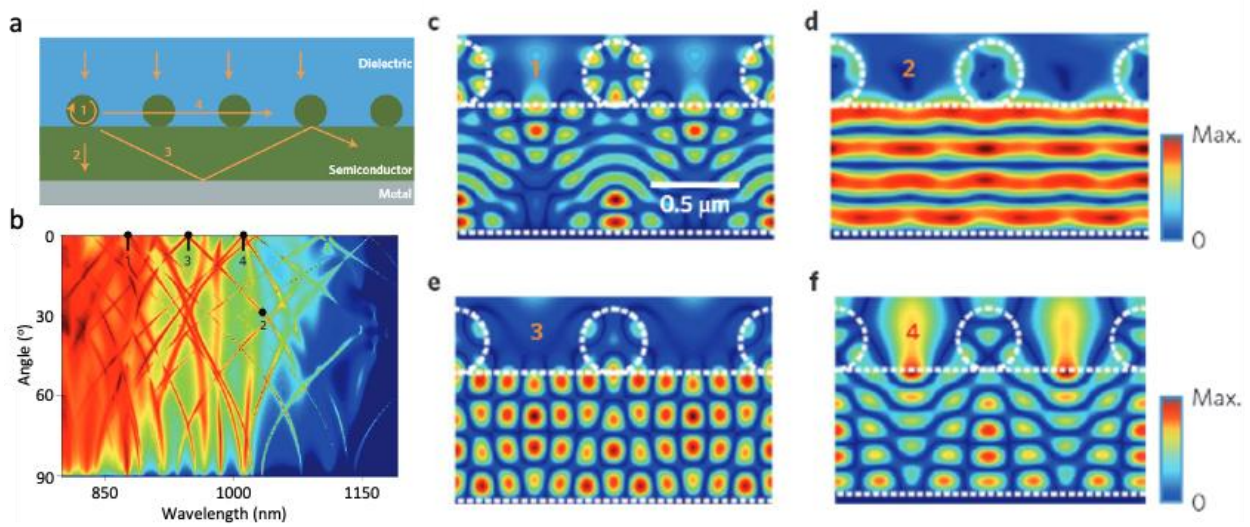 a
Dielectric
1
4
2
3
Semiconductor
Metal
b
0
30
60
90
Angle (°)
1
3
4
2
850
1000
1150
Wavelength (nm)
c
1
0.5 μm
d
2
Max.
0
e
3
f
4
Max.
0